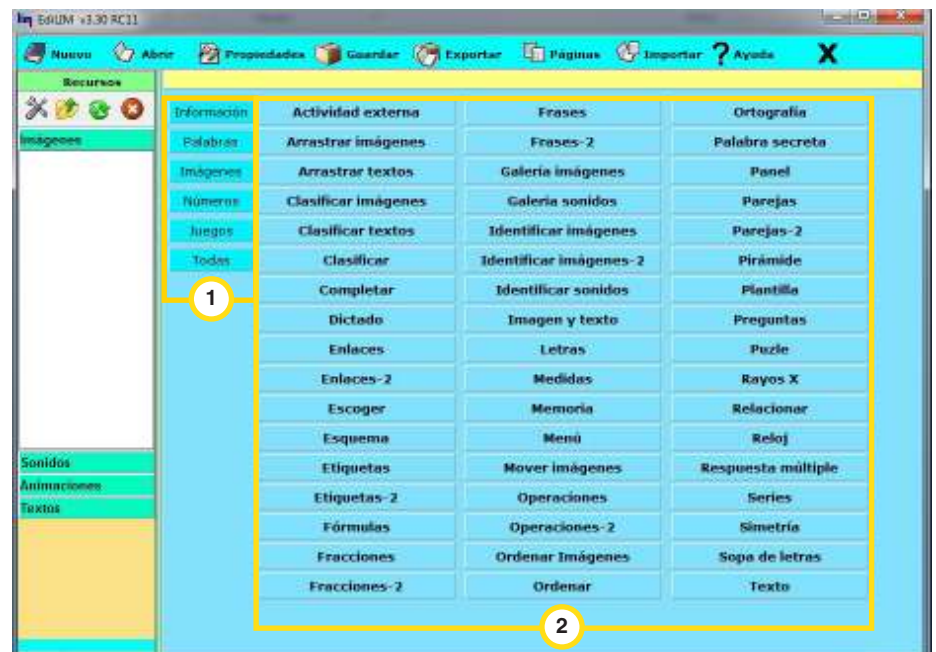 EdiLIM v3.30 RC11
Nuevo Abrir Propiedades Guardar Exportar Páginas Importar ? Ayuda X
Recursos
Imágenes
Sonidos
Animaciones
Textos
Información
Palabras
Imágenes
Números
Juegos
Todas
1
Actividad externa Frases Ortografía
Arrastrar imágenes Frases-2 Palabra secreta
Arrastrar textos Galería imágenes Panel
Clasificar imágenes Galería sonidos Parejas
Clasificar textos Identificar imágenes Parejas-2
Clasificar Identificar imágenes-2 Pirámide
Completar Identificar sonidos Plantilla
Dictado Imagen y texto Preguntas
Enlaces Letras Puzle
Enlaces-2 Medidas Rayos X
Escoger Memoria Relacionar
Esquema Menú Reloj
Etiquetas Mover imágenes Respuesta múltiple
Etiquetas-2 Operaciones Series
Fórmulas Operaciones-2 Simetría
Fracciones Ordenar Imágenes Sopa de letras
Fracciones-2 Ordenar Texto
2